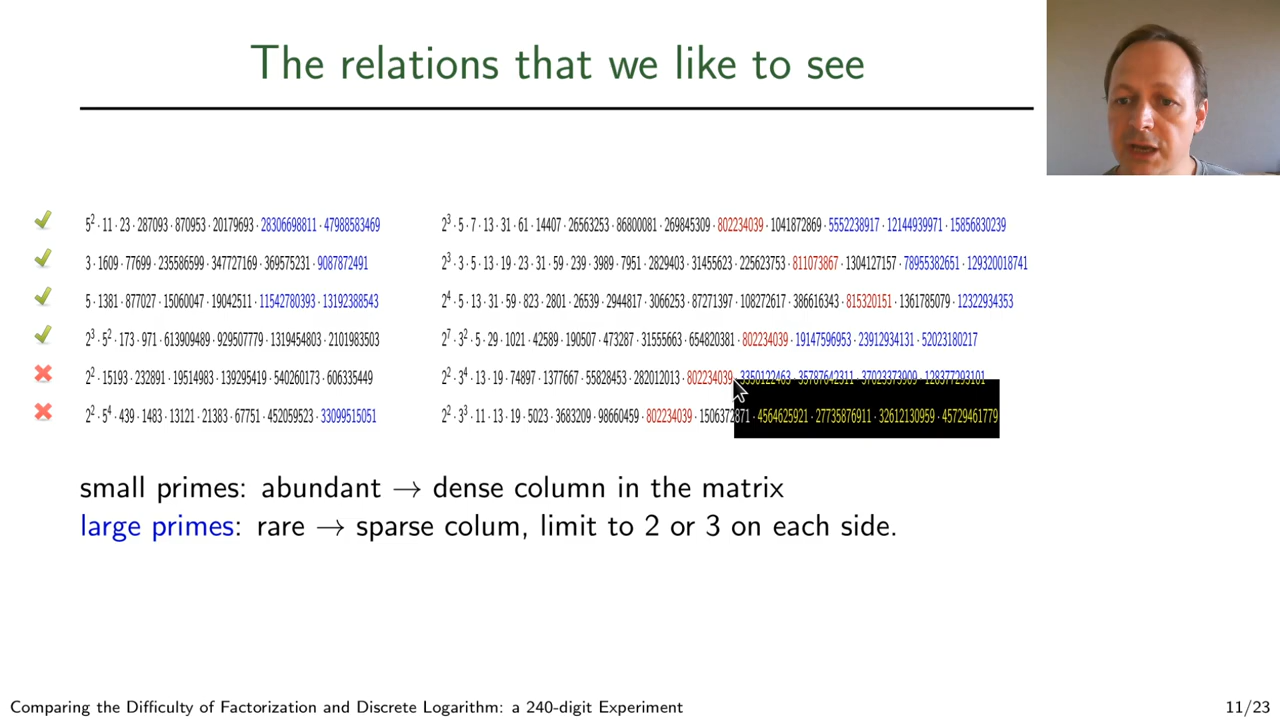 The relations that we like to see
5² · 11 · 23 · 287093 · 870953 · 20179693 · 28306698811 · 47988583469 2³ · 5 · 7 · 13 · 31 · 61 · 14407 · 26563253 · 86800081 · 269845309 · 802234039 · 1041872869 · 5552238917 · 12144939971 · 15856830239
3 · 1609 · 77699 · 235586599 · 347727169 · 369575231 · 9087872491 2³ · 3 · 5 · 13 · 19 · 23 · 31 · 59 · 239 · 3989 · 7951 · 2829403 · 31455623 · 225623753 · 811073867 · 1304127157 · 78955382651 · 129320018741
5 · 1381 · 877027 · 15060047 · 19042511 · 11542780393 · 13192388543 2⁴ · 5 · 13 · 31 · 59 · 823 · 2801 · 26539 · 2944817 · 3066253 · 87271397 · 108272617 · 386616343 · 815320151 · 1361785079 · 12322934353
2³ · 5² · 173 · 971 · 613909489 · 929507779 · 1319454803 · 2101983503 2⁷ · 3² · 5 · 29 · 1021 · 42589 · 190507 · 473287 · 31555663 · 654820381 · 802234039 · 19147596953 · 23912934131 · 52023180217
2² · 15193 · 232891 · 19514983 · 139295419 · 540260173 · 606335449 2² · 3⁴ · 13 · 19 · 74897 · 1377667 · 55828453 · 282012013 · 802234039 · 3350122463 · 35787642311 · 37023373909 · 128377293101
2² · 5⁴ · 439 · 1483 · 13121 · 21383 · 67751 · 452059523 · 33099515051 2² · 3³ · 11 · 13 · 19 · 5023 · 3683209 · 98660459 · 802234039 · 1506372871 · 4564625921 · 27735876911 · 32612130959 · 45729461779
small primes: abundant → dense column in the matrix
large primes: rare → sparse colum, limit to 2 or 3 on each side.
Comparing the Difficulty of Factorization and Discrete Logarithm: a 240-digit Experiment 11/23